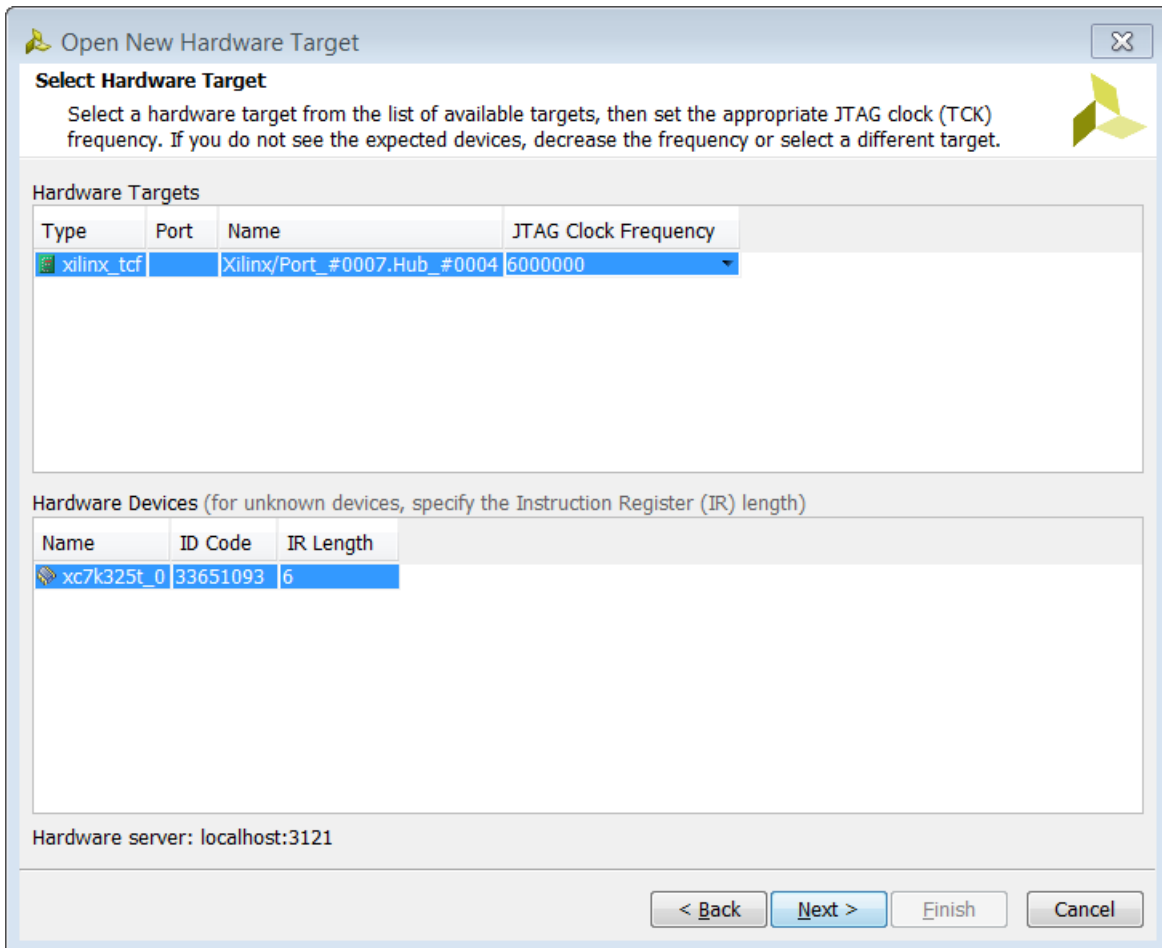 Open New Hardware Target
Select Hardware Target
Select a hardware target from the list of available targets, then set the appropriate JTAG clock (TCK)
frequency. If you do not see the expected devices, decrease the frequency or select a different target.
Hardware Targets
Type Port Name JTAG Clock Frequency
xilinx_tcf Xilinx/Port_#0007.Hub_#0004 6000000
Hardware Devices (for unknown devices, specify the Instruction Register (IR) length)
Name ID Code IR Length
xc7k325t_0 33651093 6
Hardware server: localhost:3121
< Back Next > Finish Cancel